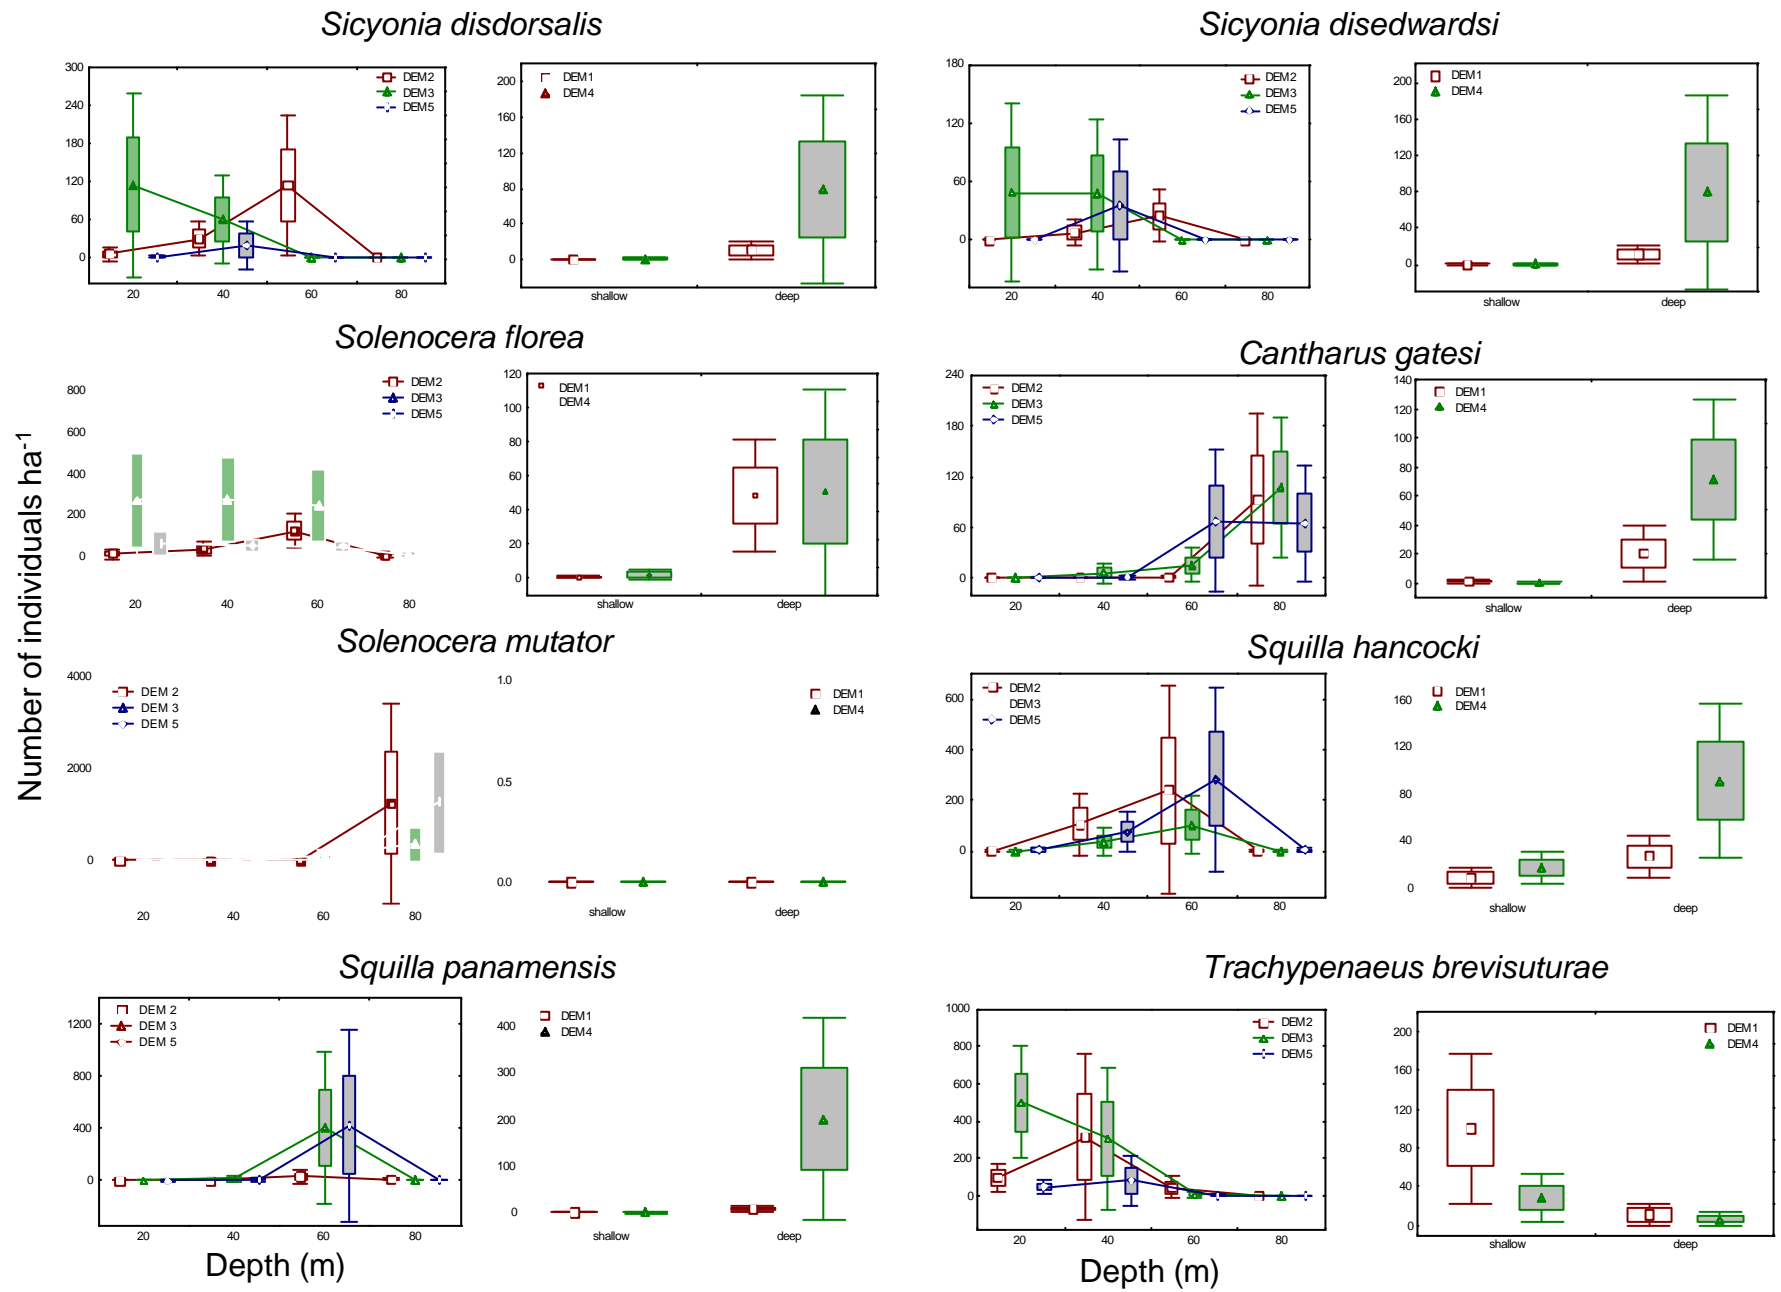 Sicyonia disdorsalis
300
240
180
120
60
0
20
40
60
80
DEM2
DEM3
DEM5
200
160
120
80
40
0
shallow
deep
DEM1
DEM4
Sicyonia disedwardsi
180
120
60
0
20
40
60
80
DEM2
DEM3
DEM5
200
160
120
80
40
0
shallow
deep
DEM1
DEM4
Number of individuals ha-1
Solenocera florea
800
600
400
200
0
20
40
60
80
DEM2
DEM3
DEM5
120
100
80
60
40
20
0
shallow
deep
DEM1
DEM4
Cantharus gatesi
240
180
120
60
0
20
40
60
80
DEM2
DEM3
DEM5
140
120
100
80
60
40
20
0
shallow
deep
DEM1
DEM4
Solenocera mutator
4000
2000
0
20
40
60
80
DEM 2
DEM 3
DEM 5
1.0
0.5
0.0
shallow
deep
DEM1
DEM4
Squilla hancocki
600
400
200
0
20
40
60
80
DEM2
DEM3
DEM5
160
120
80
40
0
shallow
deep
DEM1
DEM4
Squilla panamensis
1200
800
400
0
20
40
60
80
DEM 2
DEM 3
DEM 5
400
300
200
100
0
shallow
deep
DEM1
DEM4
Trachypenaeus brevisuturae
1000
800
600
400
200
0
20
40
60
80
DEM2
DEM3
DEM5
200
160
120
80
40
0
shallow
deep
DEM1
DEM4
Depth (m)
Depth (m)